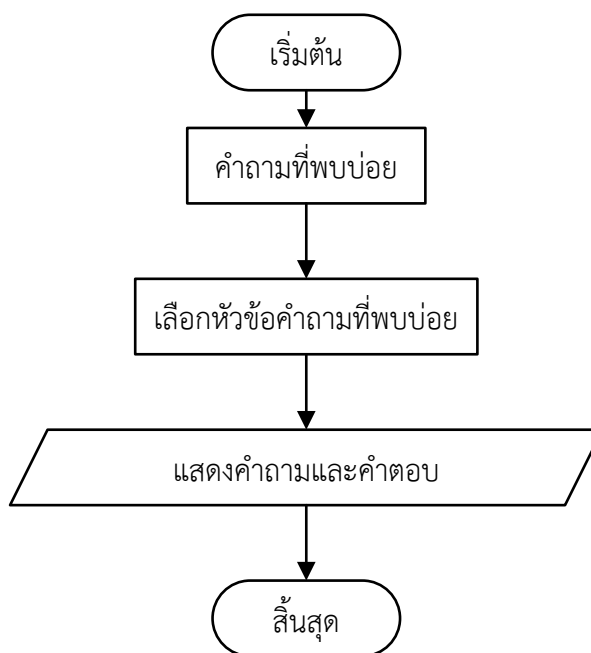 เริ่มต้น
คำถามที่พบบ่อย
เลือกหัวข้อคำถามที่พบบ่อย
แสดงคำถามและคำตอบ
สิ้นสุด